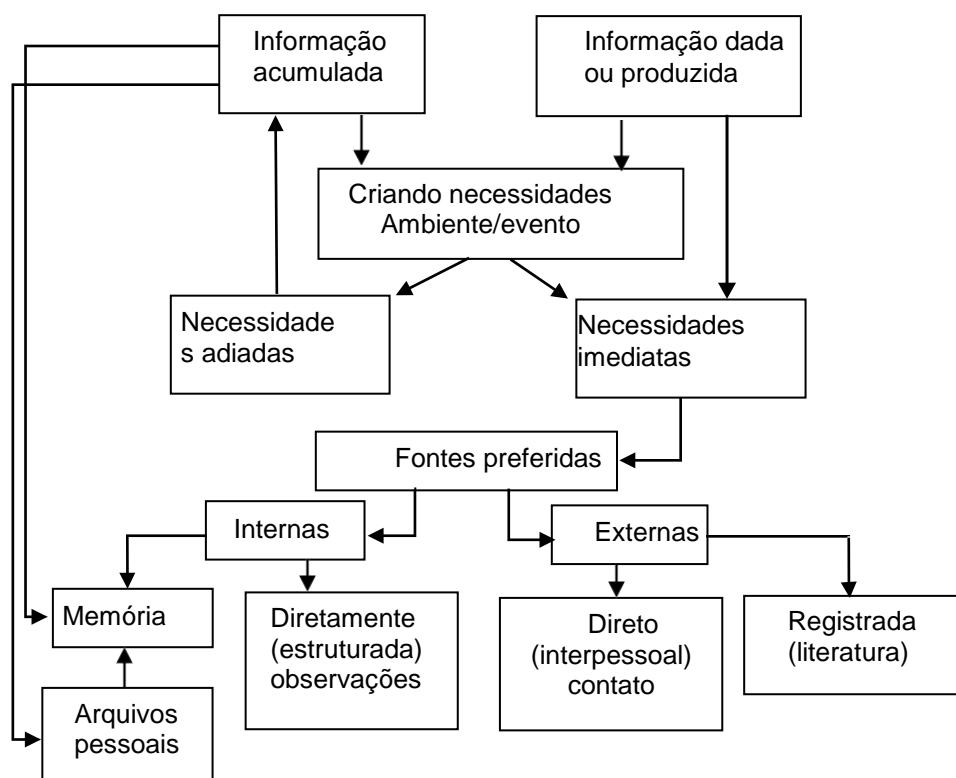 Informação
acumulada
Informação dada
ou produzida
Criando necessidades
Ambiente/evento
Necessidade
s adiadas
Necessidades
imediatas
Fontes preferidas
Internas
Externas
Memória
Diretamente
(estruturada)
observações
Direto
(interpessoal)
contato
Registrada
(literatura)
Arquivos
pessoais